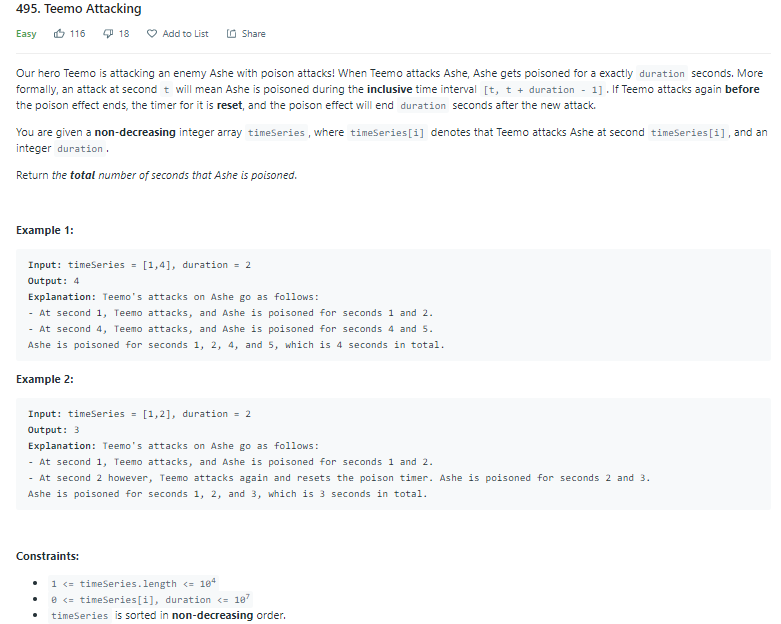 495. Teemo Attacking
Easy 116 18 Add to List Share
Our hero Teemo is attacking an enemy Ashe with poison attacks! When Teemo attacks Ashe, Ashe gets poisoned for a exactly duration seconds. More
formally, an attack at second t will mean Ashe is poisoned during the inclusive time interval [t, t + duration - 1]. If Teemo attacks again before
the poison effect ends, the timer for it is reset, and the poison effect will end duration seconds after the new attack.
You are given a non-decreasing integer array timeSeries, where timeSeries[i] denotes that Teemo attacks Ashe at second timeSeries[i], and an
integer duration.
Return the total number of seconds that Ashe is poisoned.
Example 1:
Input: timeSeries = [1,4], duration = 2
Output: 4
Explanation: Teemo's attacks on Ashe go as follows:
- At second 1, Teemo attacks, and Ashe is poisoned for seconds 1 and 2.
- At second 4, Teemo attacks, and Ashe is poisoned for seconds 4 and 5.
Ashe is poisoned for seconds 1, 2, 4, and 5, which is 4 seconds in total.
Example 2:
Input: timeSeries = [1,2], duration = 2
Output: 3
Explanation: Teemo's attacks on Ashe go as follows:
- At second 1, Teemo attacks, and Ashe is poisoned for seconds 1 and 2.
- At second 2 however, Teemo attacks again and resets the poison timer. Ashe is poisoned for seconds 2 and 3.
Ashe is poisoned for seconds 1, 2, and 3, which is 3 seconds in total.
Constraints:
• 1 <= timeSeries.length <= 10⁴
• 0 <= timeSeries[i], duration <= 10⁷
• timeSeries is sorted in non-decreasing order.